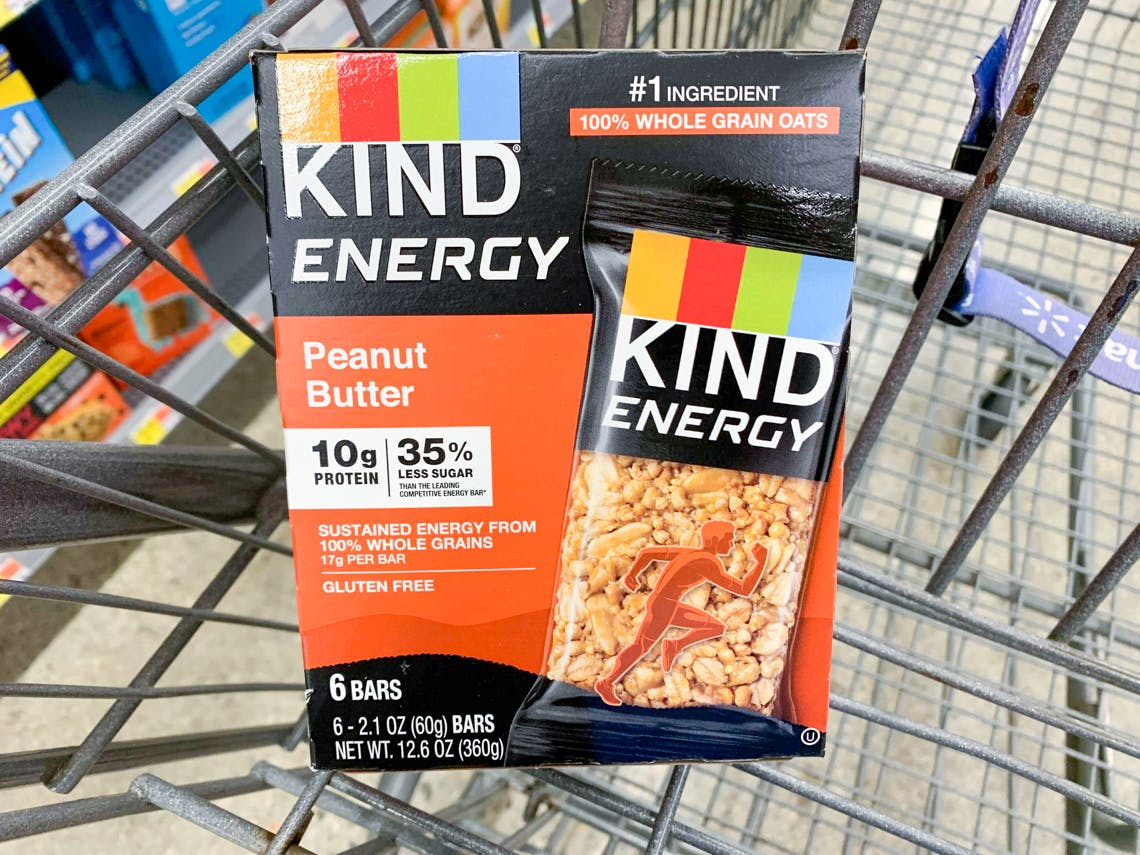 #1 INGREDIENT
100% WHOLE GRAIN OATS
KIND®
ENERGY
KIND®
ENERGY
Peanut
Butter
10g
PROTEIN
35%
LESS SUGAR
THAN THE LEADING
COMPETITIVE ENERGY BAR*
SUSTAINED ENERGY FROM
100% WHOLE GRAINS
17g PER BAR
GLUTEN FREE
6 BARS
6 - 2.1 OZ (60g) BARS
NET WT. 12.6 OZ (360g)
U